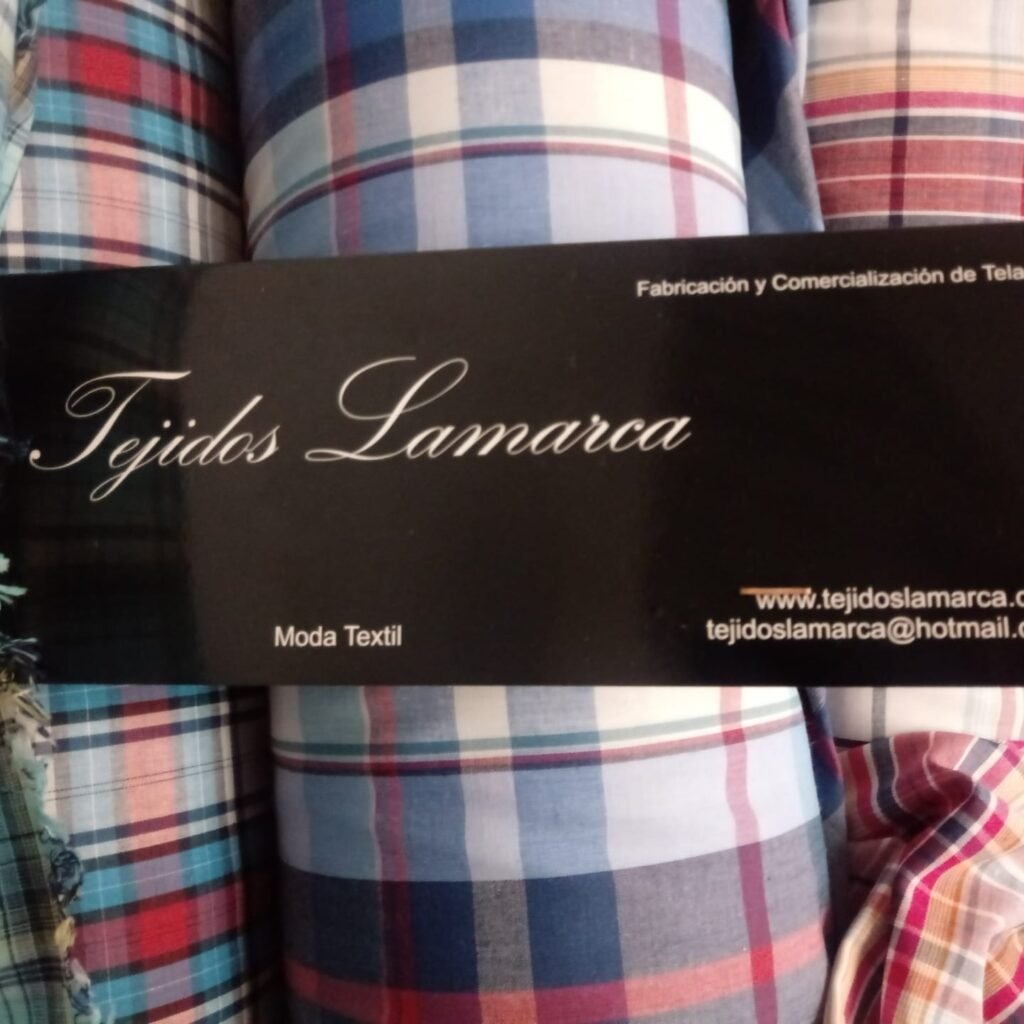 Fabricación y Comercialización de Tela
Tejidos Lamarca
www.tejidoslamarca.c
Moda Textil
tejidoslamarca@hotmail.c